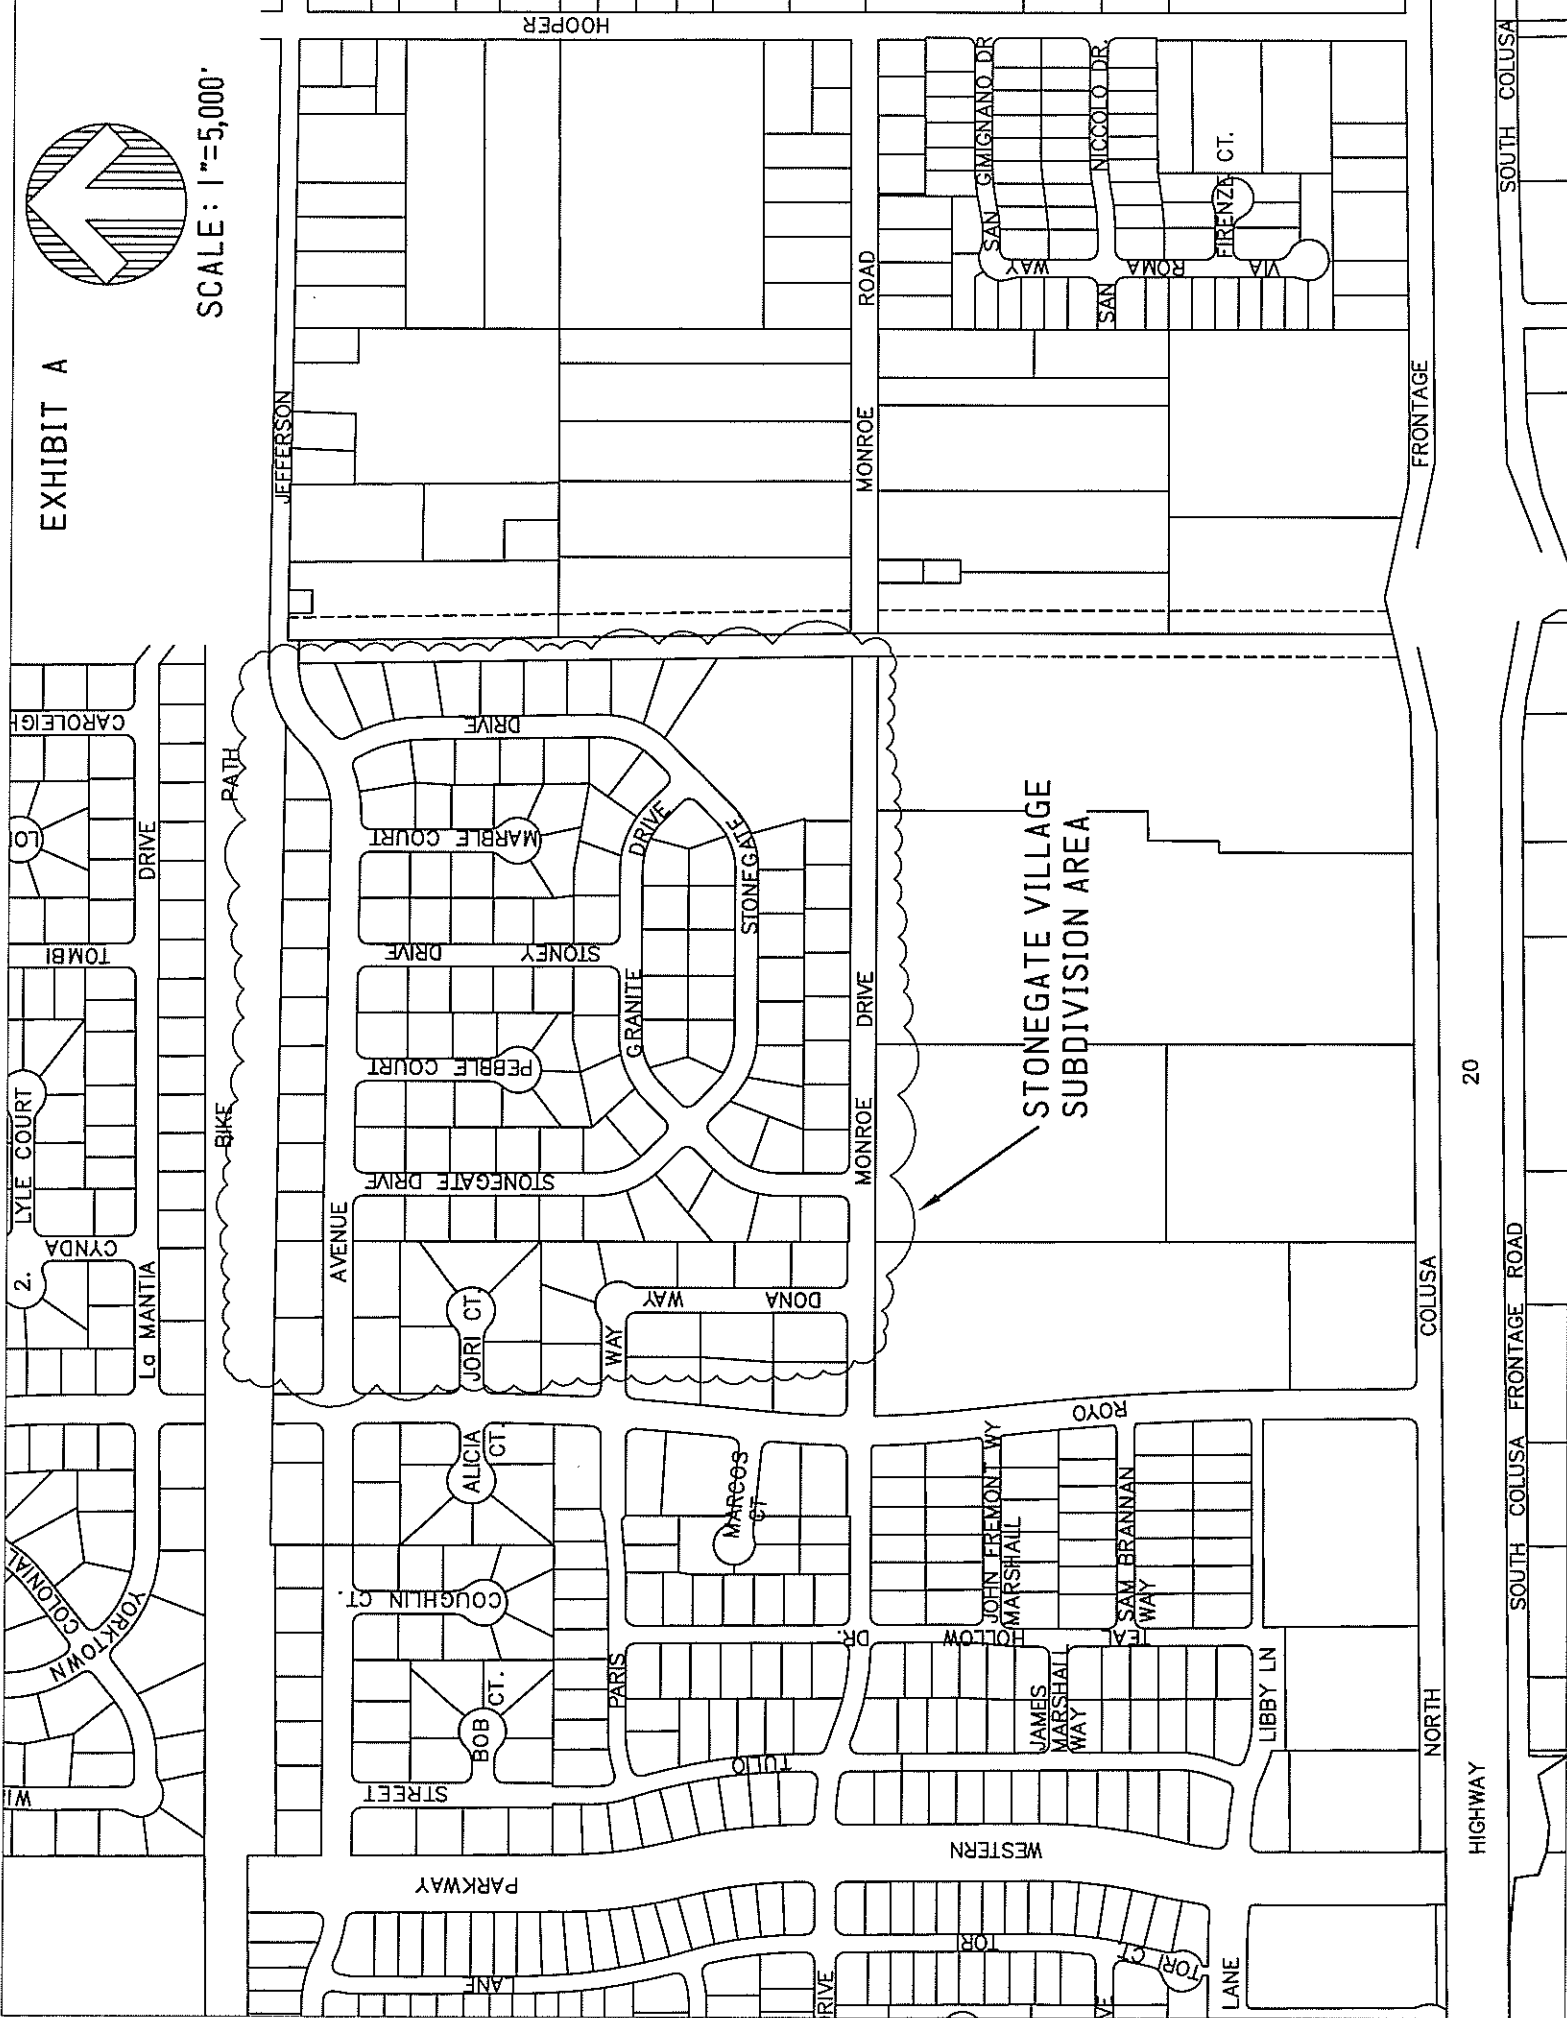 EXHIBIT A
SCALE: 1"=5,000'
HOOPER
JEFFERSON
MONROE ROAD
SAN GIMIGNANO DR
SAN NICCOLO DR.
FIRENZE CT.
VIA ROMA WAY
FRONTAGE
SOUTH COLUSA
CAROLEIGH
TOMBI
DRIVE
LYLE COURT
CYNDA
2.
La MANTIA
BIKE PATH
AVENUE
DRIVE
MARBLE COURT
DRIVE
STONEGATE
STONEY DRIVE
GRANITE
PEBBLE COURT
STONEGATE DRIVE
MONROE DRIVE
STONEGATE VILLAGE
SUBDIVISION AREA
JORI CT.
WAY
DONA WAY
ALICIA
CT.
MARCOS
CT
ROYO
JOHN FREMONT WY
MARSHALL
SAM BRANNAN
WAY
COUGHLIN CT.
COLONIAL
YORKTOWN
BOB CT.
PARIS
DR.
TEAL HOLLOW
JAMES
MARSHALL
WAY
LIBBY LN
TULIO STREET
WESTERN PARKWAY
LANE
TORI CT
LANE
NORTH COLUSA
HIGHWAY 20
SOUTH COLUSA FRONTAGE ROAD